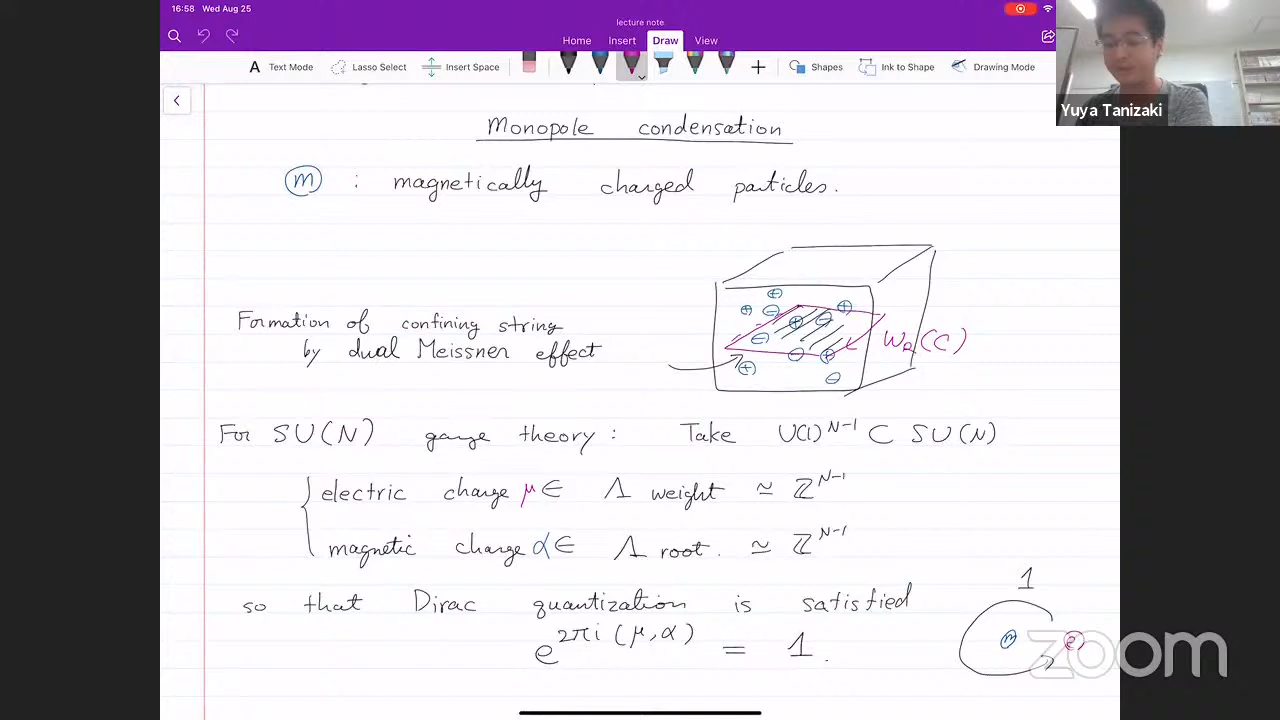 16:58 Wed Aug 25
lecture note
Home Insert Draw View
A Text Mode Lasso Select Insert Space + Shapes Ink to Shape Drawing Mode
Yuya Tanizaki
Monopole condensation
m : magnetically charged particles.
Formation of confining string
by dual Meissner effect
W_R(C)
For SU(N) gauge theory : Take U(1)^{N-1} ⊂ SU(N)
{ electric charge μ ∈ Λ weight ≃ ℤ^{N-1}
magnetic charge α ∈ Λ root. ≃ ℤ^{N-1}
so that Dirac quantization is satisfied
e^{2πi (μ,α)} = 1.
1
m e
zoom